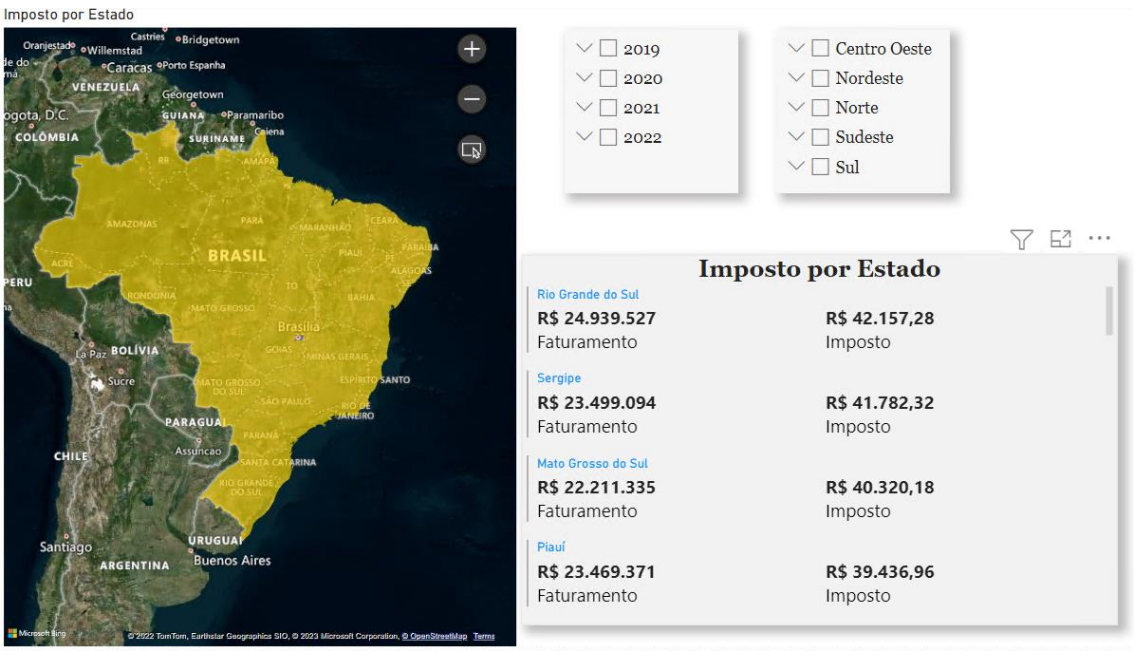 Imposto por Estado
Castries
Bridgetown
Oranjestad
Willemstad
Caracas
Porto Espanha
VENEZUELA
Georgetown
ogota, D.C.
GUIANA
Paramaribo
COLÔMBIA
SURINAME
Caiena
RR
AMAPÁ
AMAZONAS
PARÁ
MARANHÃO
CEARÁ
ACRE
BRASIL
PIAUÍ
PARAÍBA
PE
ALAGOAS
SE
PERU
RONDÔNIA
TO
BAHIA
MATO GROSSO
Brasília
La Paz
BOLÍVIA
GOIÁS
MINAS GERAIS
Sucre
MATO GROSSO
DO SUL
ESPÍRITO SANTO
SÃO PAULO
RIO DE
JANEIRO
PARAGUAI
PARANÁ
CHILE
Assuncao
SANTA CATARINA
RIO GRANDE
DO SUL
Santiago
URUGUAI
Buenos Aires
ARGENTINA
Microsoft Bing
© 2022 TomTom, Earthstar Geographics SIO, © 2023 Microsoft Corporation, © OpenStreetMap Terms
2019
2020
2021
2022
Centro Oeste
Nordeste
Norte
Sudeste
Sul
Imposto por Estado
Rio Grande do Sul
R$ 24.939.527 R$ 42.157,28
Faturamento Imposto
Sergipe
R$ 23.499.094 R$ 41.782,32
Faturamento Imposto
Mato Grosso do Sul
R$ 22.211.335 R$ 40.320,18
Faturamento Imposto
Piauí
R$ 23.469.371 R$ 39.436,96
Faturamento Imposto